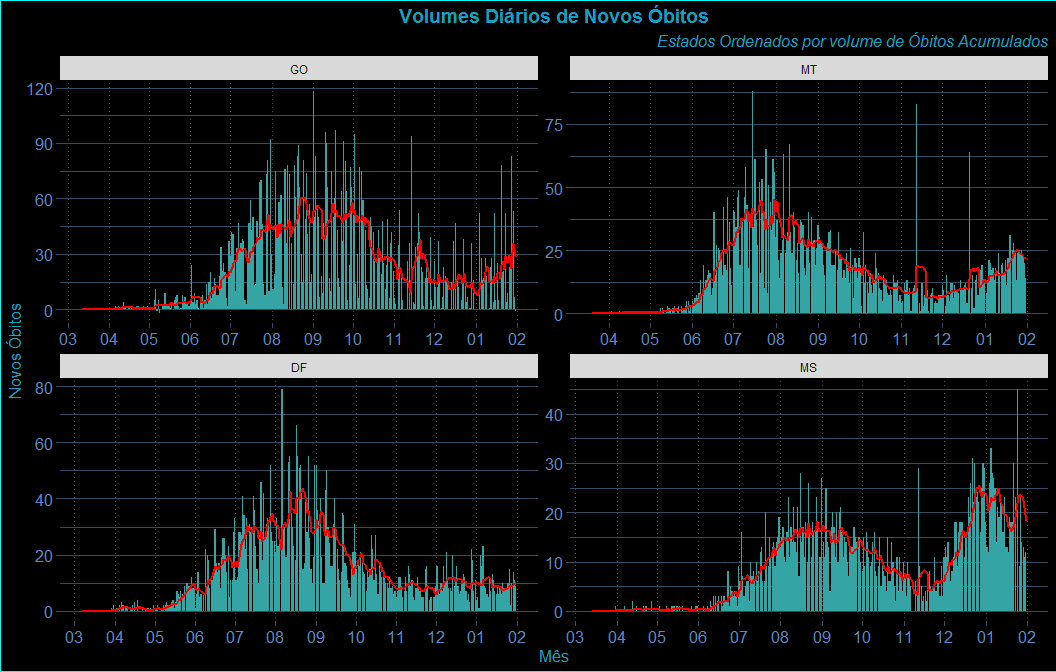 Volumes Diários de Novos Óbitos
Estados Ordenados por volume de Óbitos Acumulados
GO
120
90
60
30
0
03 04 05 06 07 08 09 10 11 12 01 02
MT
75
50
25
0
04 05 06 07 08 09 10 11 12 01 02
Novos Óbitos
DF
80
60
40
20
0
03 04 05 06 07 08 09 10 11 12 01 02
MS
40
30
20
10
0
03 04 05 06 07 08 09 10 11 12 01 02
Mês